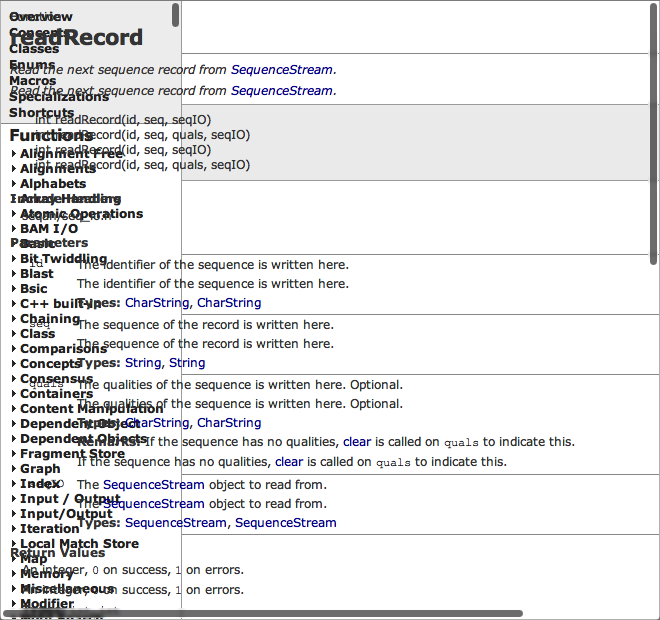 Overview
Concepts
Classes
Enums
Macros
Specializations
Shortcuts
Functions
Alignment Free
Alignments
Alphabets
Array Handling
Atomic Operations
BAM I/O
Basic
Bit Twiddling
Blast
Bsic
C++ built-in
Chaining
Class
Comparisons
Concepts
Consensus
Containers
Content Manipulation
Dependent Object
Dependent Objects
Fragment Store
Graph
Index
Input / Output
Input/Output
Iteration
Local Match Store
Map
Memory
Miscellaneous
Modifier
readRecord
Read the next sequence record from SequenceStream.
Read the next sequence record from SequenceStream.
int readRecord(id, seq, seqIO)
int readRecord(id, seq, quals, seqIO)
int readRecord(id, seq, seqIO)
int readRecord(id, seq, quals, seqIO)
seqan/seq_io.h
Parameters
id
The identifier of the sequence is written here.
The identifier of the sequence is written here.
Types: CharString, CharString
seq
The sequence of the record is written here.
The sequence of the record is written here.
Types: String, String
quals
The qualities of the sequence is written here. Optional.
The qualities of the sequence is written here. Optional.
Types: CharString, CharString
Remarks: If the sequence has no qualities, clear is called on quals to indicate this.
If the sequence has no qualities, clear is called on quals to indicate this.
seqIO
The SequenceStream object to read from.
The SequenceStream object to read from.
Types: SequenceStream, SequenceStream
Return Values
An integer, 0 on success, 1 on errors.
An integer, 0 on success, 1 on errors.